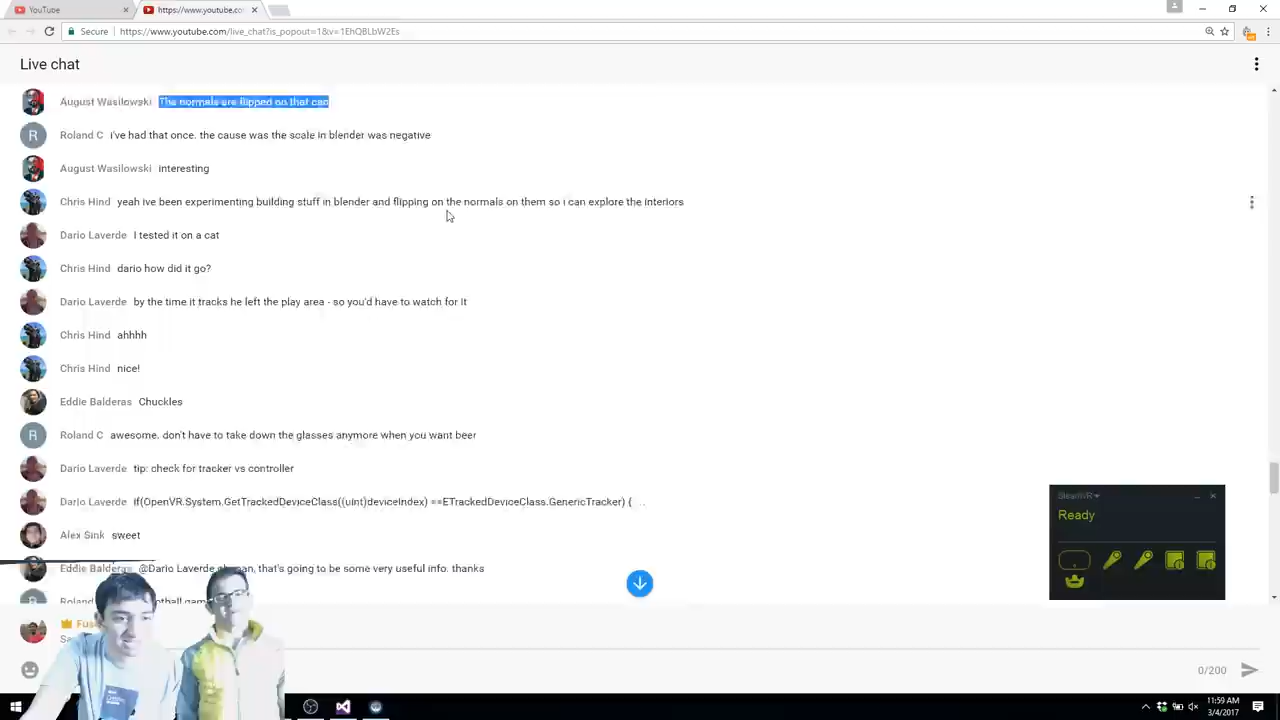 YouTube
https://www.youtube.co
Secure https://www.youtube.com/live_chat?is_popout=1&v=1EhQBLbW2Es
Live chat
August Wasilowski The normals are flipped on that can
Roland C i've had that once. the cause was the scale in blender was negative
August Wasilowski interesting
Chris Hind yeah ive been experimenting building stuff in blender and flipping on the normals on them so i can explore the interiors
Dario Laverde I tested it on a cat
Chris Hind dario how did it go?
Dario Laverde by the time it tracks he left the play area - so you'd have to watch for it
Chris Hind ahhhh
Chris Hind nice!
Eddie Balderas Chuckles
R Roland C awesome. don't have to take down the glasses anymore when you want beer
Dario Laverde tip: check for tracker vs controller
Dario Laverde if(OpenVR.System.GetTrackedDeviceClass((uint)deviceIndex) ==ETrackedDeviceClass.GenericTracker) { ...
Alex Sink sweet
Eddie Balderas @Dario Laverde man, that's going to be some very useful info. thanks
Roland
SteamVR
Ready
0/200
11:59 AM
3/4/2017